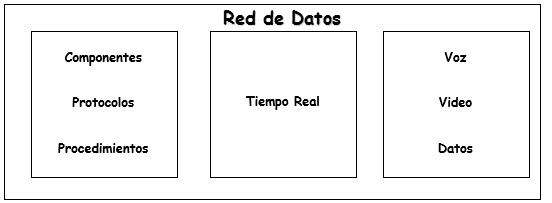 Red de Datos
Componentes
Protocolos
Procedimientos
Tiempo Real
Voz
Video
Datos